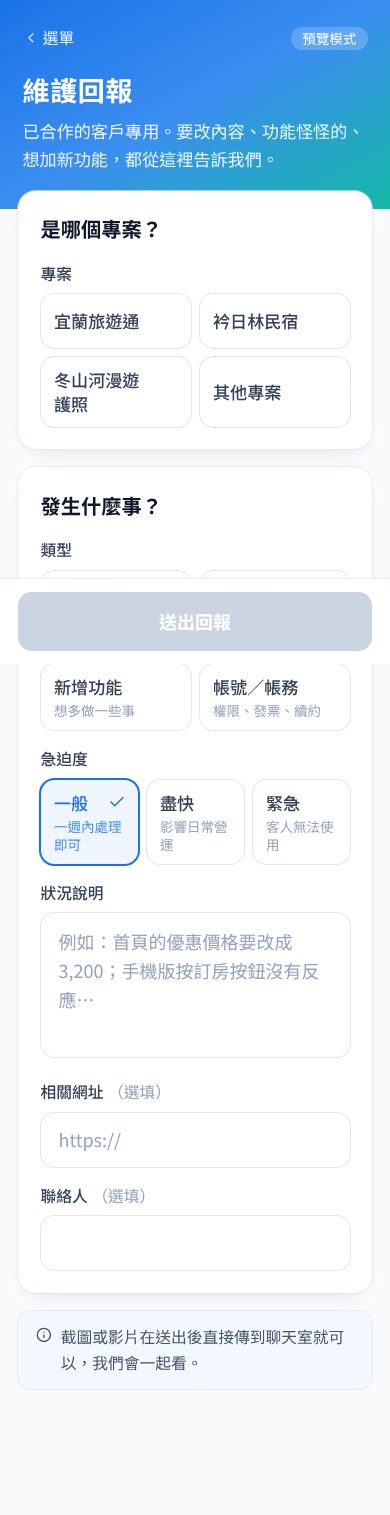 選單
預覽模式
維護回報
已合作的客戶專用。要改內容、功能怪怪的、
想加新功能，都從這裡告訴我們。
是哪個專案？
專案
宜蘭旅遊通
衿日林民宿
冬山河漫遊
護照
其他專案
發生什麼事？
類型
送出回報
新增功能
想多做一些事
帳號／帳務
權限、發票、續約
急迫度
一般
一週內處理
即可
盡快
影響日常營
運
緊急
客人無法使
用
狀況說明
例如：首頁的優惠價格要改成
3,200；手機版按訂房按鈕沒有反
應⋯
相關網址（選填）
https://
聯絡人（選填）
截圖或影片在送出後直接傳到聊天室就可
以，我們會一起看。